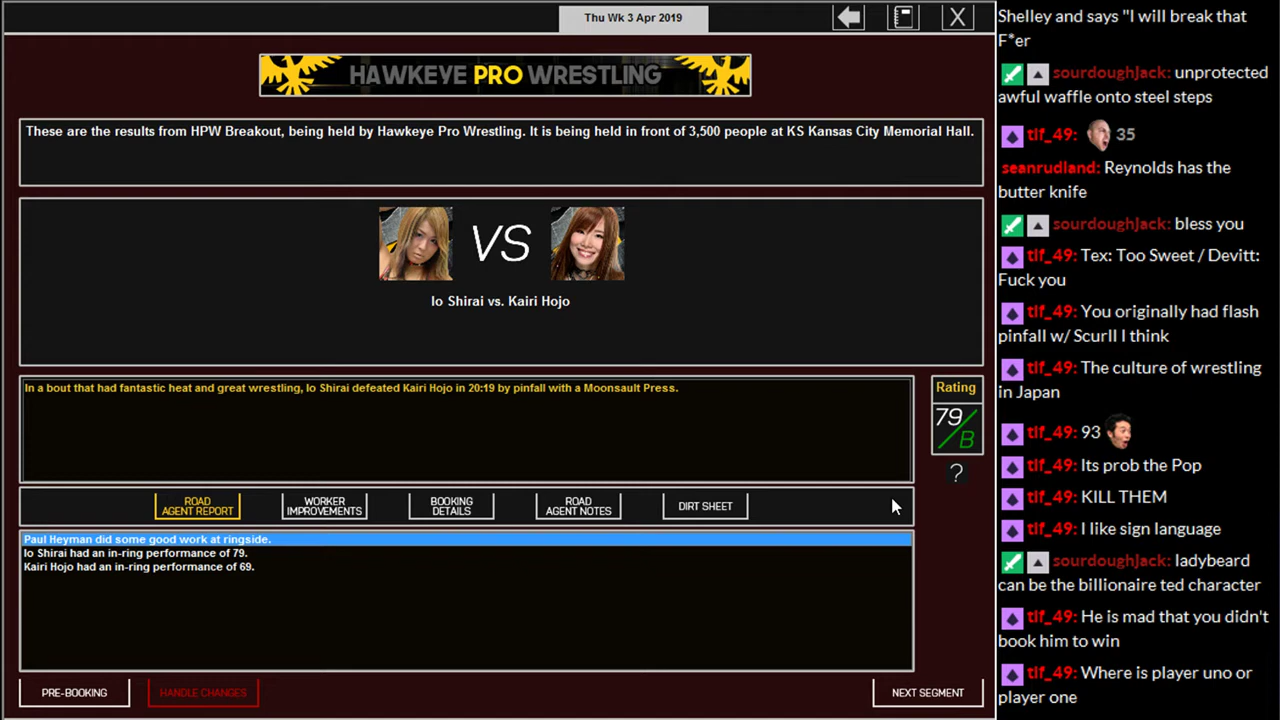 Thu Wk 3 Apr 2019
HAWKEYE PRO WRESTLING
These are the results from HPW Breakout, being held by Hawkeye Pro Wrestling. It is being held in front of 3,500 people at KS Kansas City Memorial Hall.
VS
Io Shirai vs. Kairi Hojo
In a bout that had fantastic heat and great wrestling, Io Shirai defeated Kairi Hojo in 20:19 by pinfall with a Moonsault Press.
Rating
79/B
?
ROAD
AGENT REPORT
WORKER
IMPROVEMENTS
BOOKING
DETAILS
ROAD
AGENT NOTES
DIRT SHEET
Paul Heyman did some good work at ringside.
Io Shirai had an in-ring performance of 79.
Kairi Hojo had an in-ring performance of 69.
PRE-BOOKING
HANDLE CHANGES
NEXT SEGMENT
Shelley and says "I will break that
F*er
sourdoughjack: unprotected
awful waffle onto steel steps
tlf_49: 35
seanrudland: Reynolds has the
butter knife
sourdoughjack: bless you
tlf_49: Tex: Too Sweet / Devitt:
Fuck you
tlf_49: You originally had flash
pinfall w/ Scurll I think
tlf_49: The culture of wrestling
in Japan
tlf_49: 93
tlf_49: Its prob the Pop
tlf_49: KILL THEM
tlf_49: I like sign language
sourdoughjack: ladybeard
can be the billionaire ted character
tlf_49: He is mad that you didn't
book him to win
tlf_49: Where is player uno or
player one